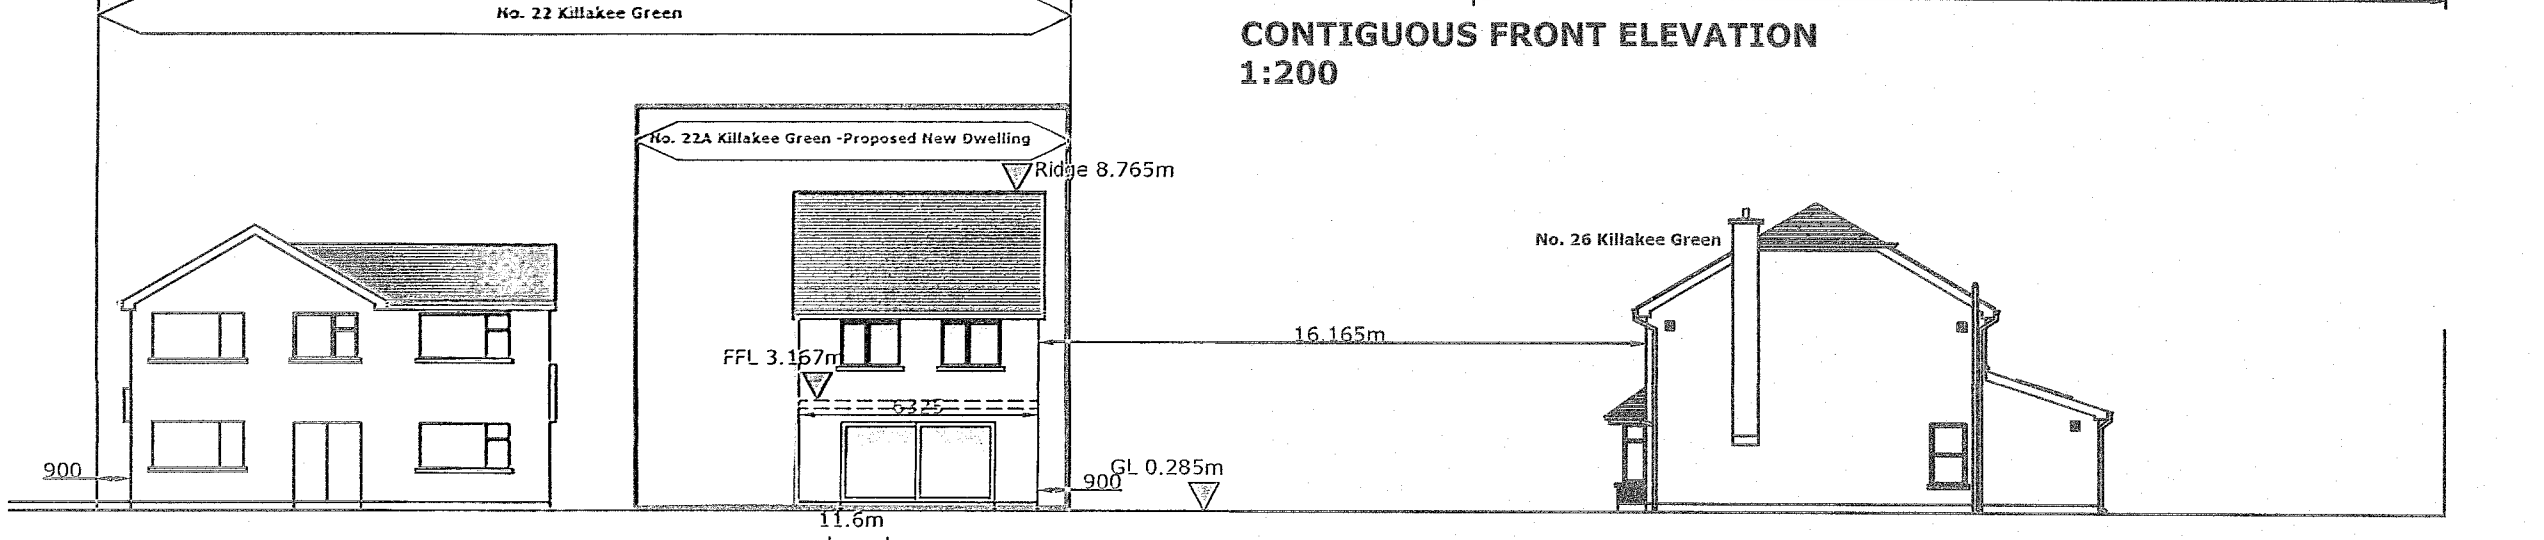 No. 22 Killakee Green
CONTIGUOUS FRONT ELEVATION
1:200
No. 22A Killakee Green -Proposed New Dwelling
Ridge 8.765m
No. 26 Killakee Green
16.165m
FFL 3.167m
6325
900
GL 0.285m
900
11.6m